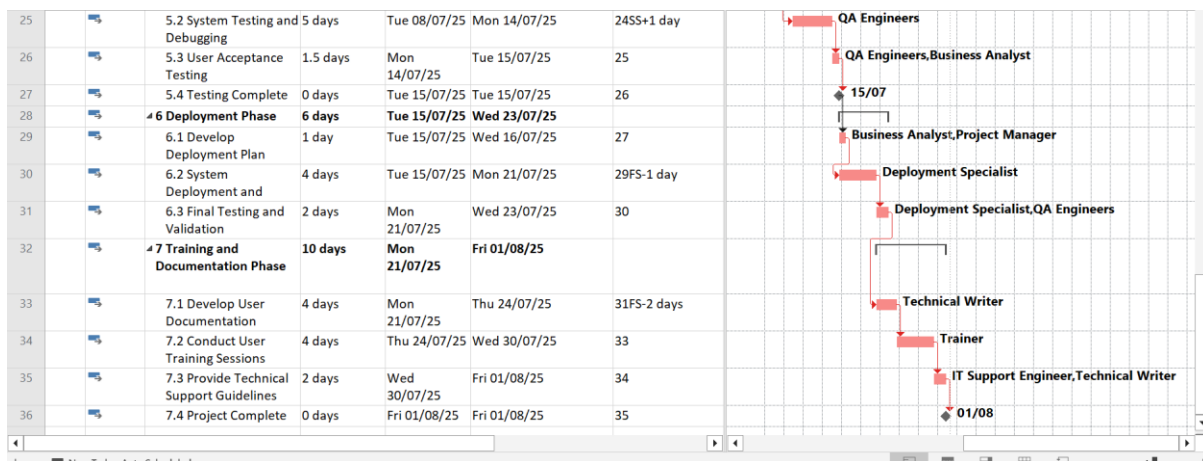 25 5.2 System Testing and 5 days Tue 08/07/25 Mon 14/07/25 24SS+1 day QA Engineers
Debugging
26 5.3 User Acceptance 1.5 days Mon Tue 15/07/25 25 QA Engineers,Business Analyst
Testing 14/07/25
27 5.4 Testing Complete 0 days Tue 15/07/25 Tue 15/07/25 26 15/07
28 6 Deployment Phase 6 days Tue 15/07/25 Wed 23/07/25
29 6.1 Develop 1 day Tue 15/07/25 Wed 16/07/25 27 Business Analyst,Project Manager
Deployment Plan
30 6.2 System 4 days Tue 15/07/25 Mon 21/07/25 29FS-1 day Deployment Specialist
Deployment and
31 6.3 Final Testing and 2 days Mon Wed 23/07/25 30 Deployment Specialist,QA Engineers
Validation 21/07/25
32 7 Training and 10 days Mon Fri 01/08/25
Documentation Phase 21/07/25
33 7.1 Develop User 4 days Mon Thu 24/07/25 31FS-2 days Technical Writer
Documentation 21/07/25
34 7.2 Conduct User 4 days Thu 24/07/25 Wed 30/07/25 33 Trainer
Training Sessions
35 7.3 Provide Technical 2 days Wed Fri 01/08/25 34 IT Support Engineer,Technical Writer
Support Guidelines 30/07/25
36 7.4 Project Complete 0 days Fri 01/08/25 Fri 01/08/25 35 01/08